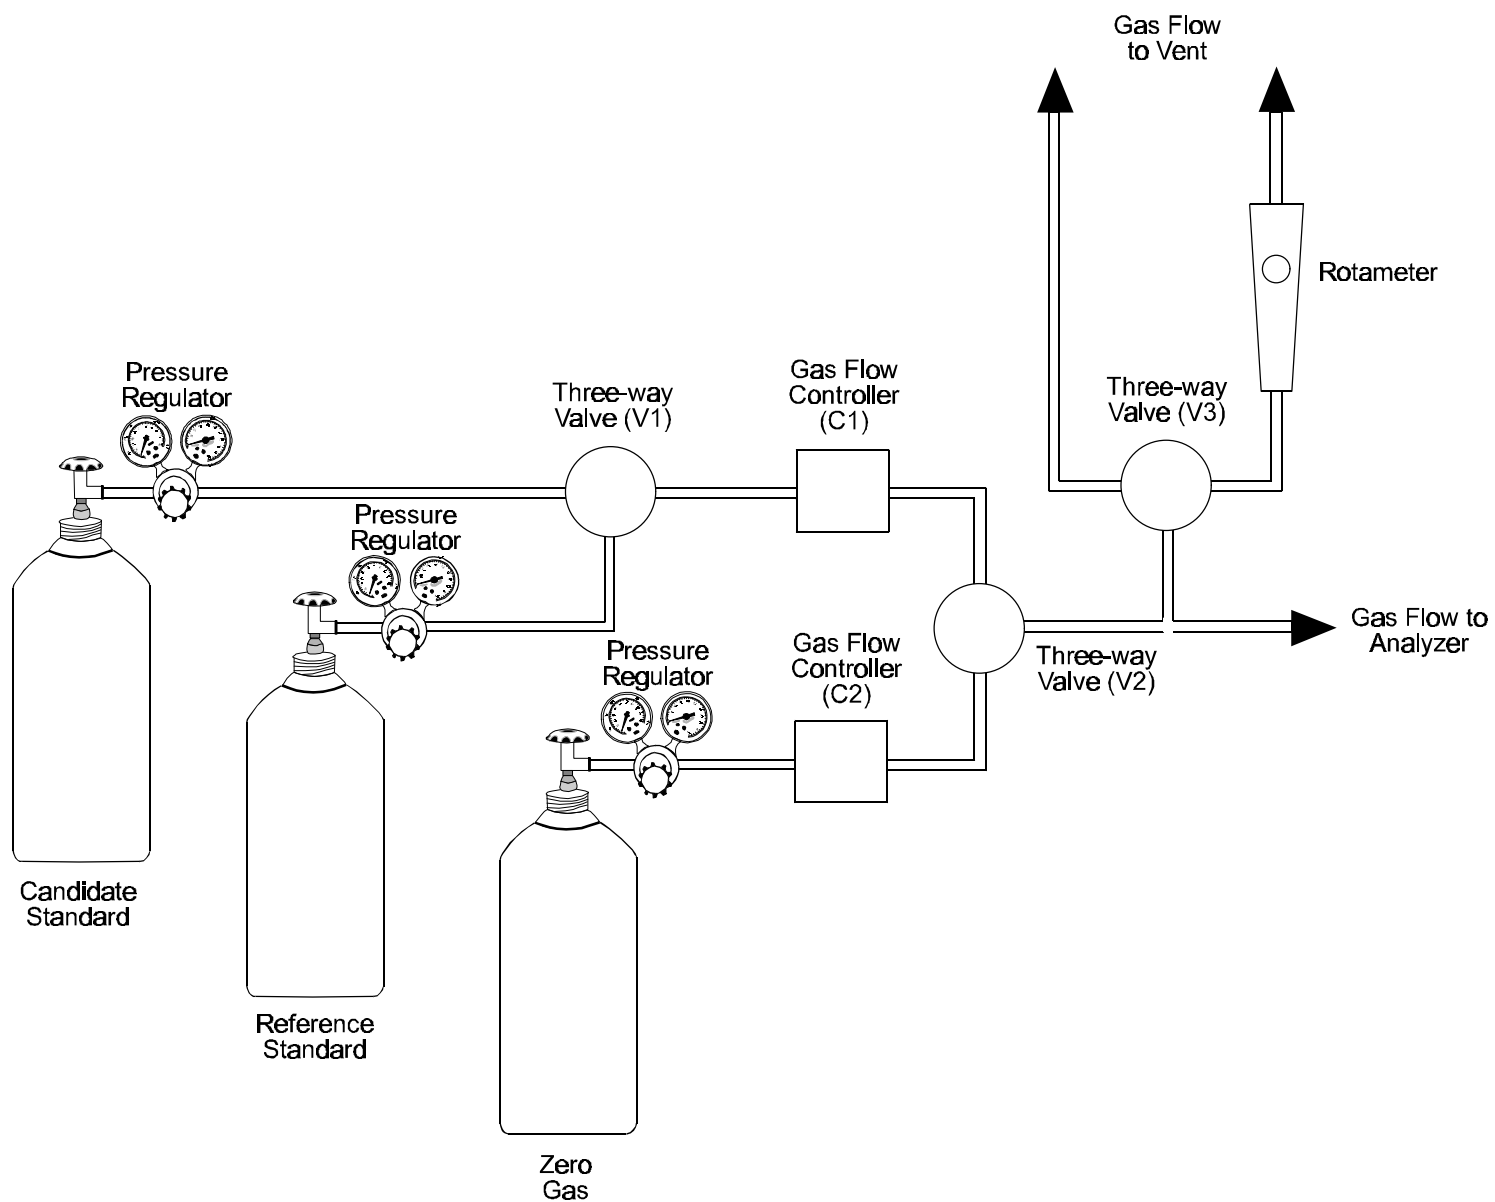 Gas Flow
to Vent
Rotameter
Pressure
Regulator
Three-way
Valve (V1)
Gas Flow
Controller
(C1)
Three-way
Valve (V3)
Pressure
Regulator
Gas Flow to
Analyzer
Pressure
Regulator
Gas Flow
Controller
(C2)
Three-way
Valve (V2)
Candidate
Standard
Reference
Standard
Zero
Gas